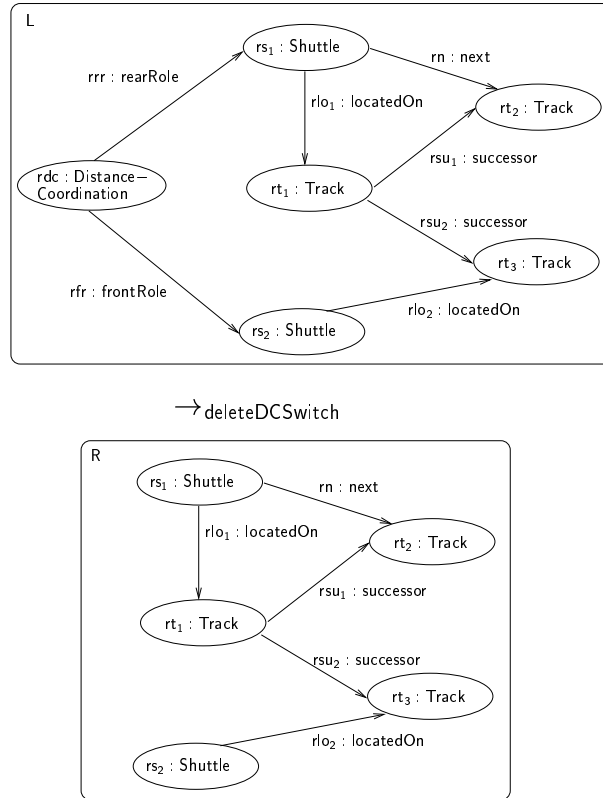 L
rs₁ : Shuttle
rn : next
rrr : rearRole
rlo₁ : locatedOn
rt₂ : Track
rsu₁ : successor
rdc : Distance–
Coordination
rt₁ : Track
rsu₂ : successor
rt₃ : Track
rfr : frontRole
rlo₂ : locatedOn
rs₂ : Shuttle
→deleteDCSwitch
R
rs₁ : Shuttle
rn : next
rlo₁ : locatedOn
rt₂ : Track
rsu₁ : successor
rt₁ : Track
rsu₂ : successor
rt₃ : Track
rlo₂ : locatedOn
rs₂ : Shuttle